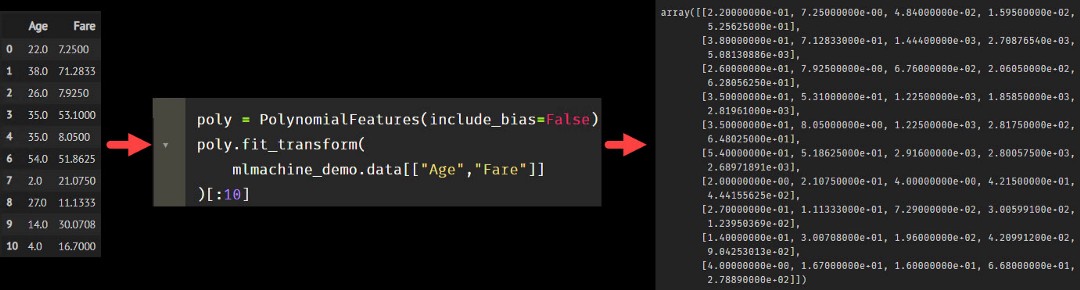 Age Fare
0 22.0 7.2500
1 38.0 71.2833
2 26.0 7.9250
3 35.0 53.1000
4 35.0 8.0500
6 54.0 51.8625
7 2.0 21.0750
8 27.0 11.1333
9 14.0 30.0708
10 4.0 16.7000
poly = PolynomialFeatures(include_bias=False)
poly.fit_transform(
mlmachine_demo.data[["Age","Fare"]]
)[:10]
array([[2.20000000e+01, 7.25000000e+00, 4.84000000e+02, 1.59500000e+02,
5.25625000e+01],
[3.80000000e+01, 7.12833000e+01, 1.44400000e+03, 2.70876540e+03,
5.08130886e+03],
[2.60000000e+01, 7.92500000e+00, 6.76000000e+02, 2.06050000e+02,
6.28056250e+01],
[3.50000000e+01, 5.31000000e+01, 1.22500000e+03, 1.85850000e+03,
2.81961000e+03],
[3.50000000e+01, 8.05000000e+00, 1.22500000e+03, 2.81750000e+02,
6.48025000e+01],
[5.40000000e+01, 5.18625000e+01, 2.91600000e+03, 2.80057500e+03,
2.68971891e+03],
[2.00000000e+00, 2.10750000e+01, 4.00000000e+00, 4.21500000e+01,
4.44155625e+02],
[2.70000000e+01, 1.11333000e+01, 7.29000000e+02, 3.00599100e+02,
1.23950369e+02],
[1.40000000e+01, 3.00708000e+01, 1.96000000e+02, 4.20991200e+02,
9.04253013e+02],
[4.00000000e+00, 1.67000000e+01, 1.60000000e+01, 6.68000000e+01,
2.78890000e+02]])